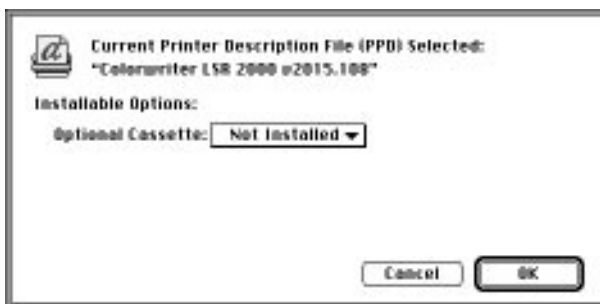 Current Printer Description File (PPD) Selected:
"Colorwriter LSR 2000 v2015.108"
Installable Options:
Optional Cassette: Not Installed
Cancel OK